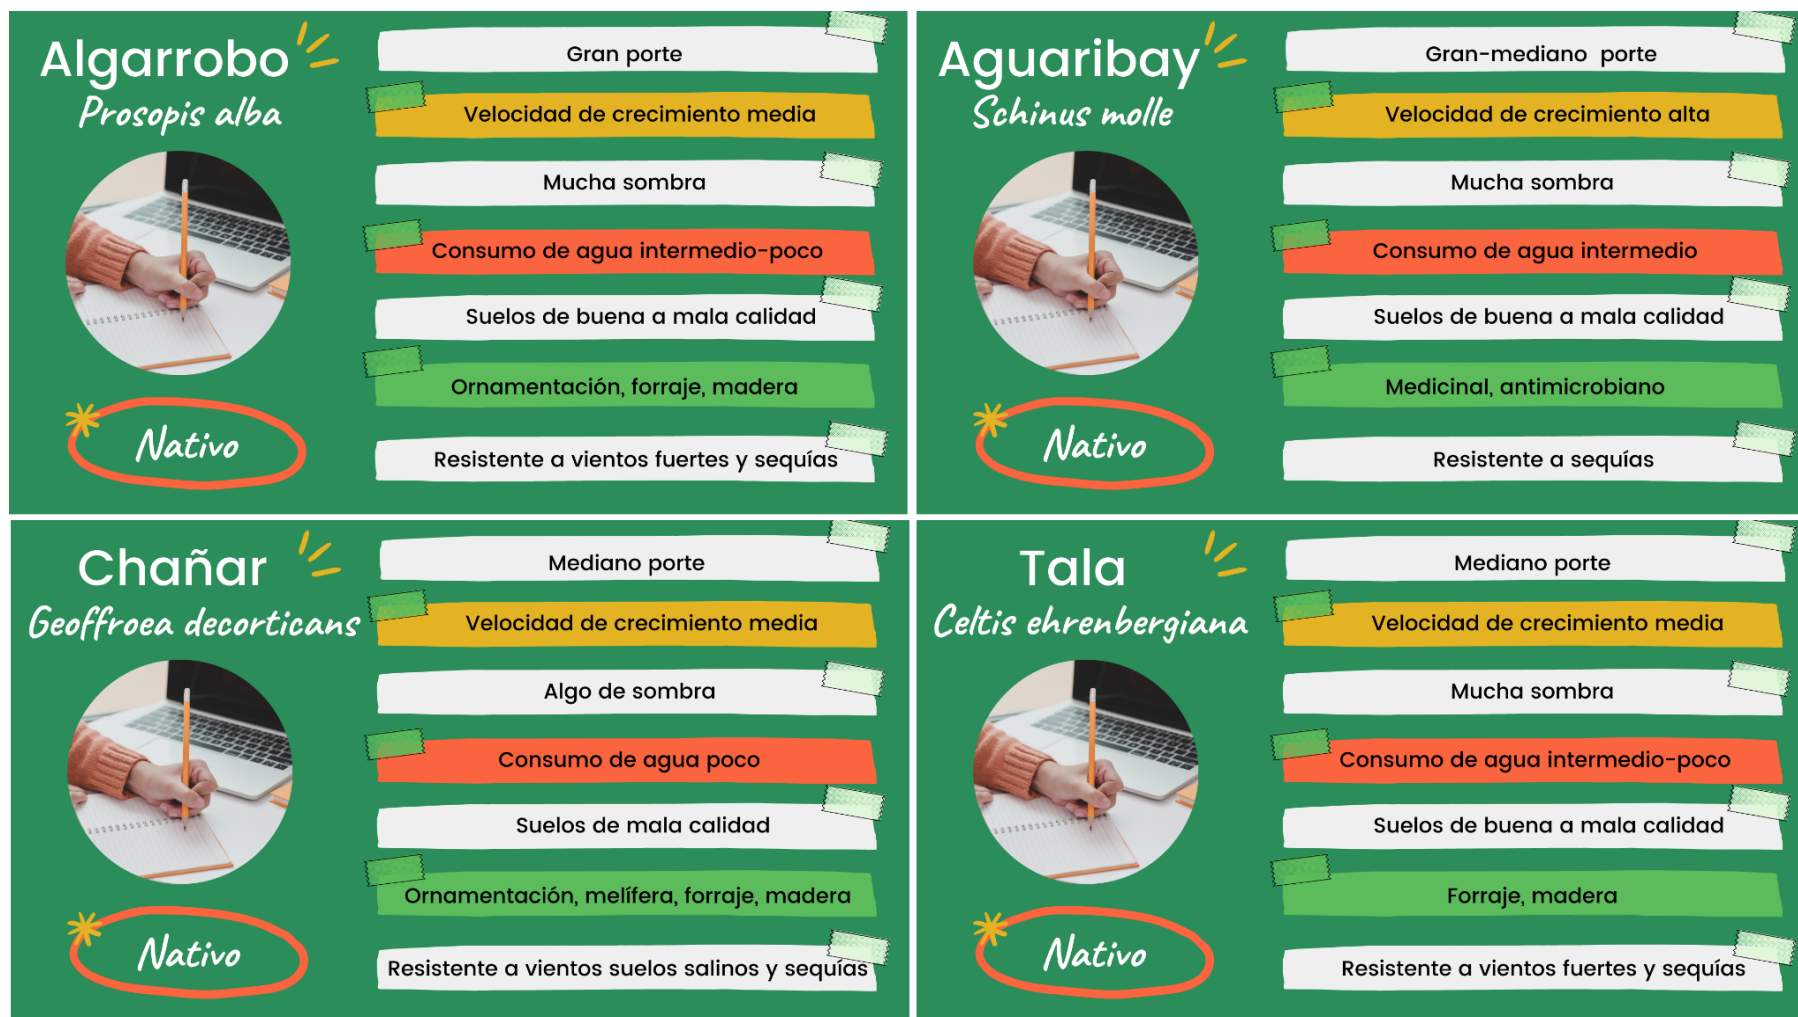 Algarrobo
Prosopis alba
Gran porte
Velocidad de crecimiento media
Mucha sombra
Consumo de agua intermedio-poco
Suelos de buena a mala calidad
Ornamentación, forraje, madera
Resistente a vientos fuertes y sequías
Nativo
Aguaribay
Schinus molle
Gran-mediano porte
Velocidad de crecimiento alta
Mucha sombra
Consumo de agua intermedio
Suelos de buena a mala calidad
Medicinal, antimicrobiano
Resistente a sequías
Nativo
Chañar
Geoffroea decorticans
Mediano porte
Velocidad de crecimiento media
Algo de sombra
Consumo de agua poco
Suelos de mala calidad
Ornamentación, melífera, forraje, madera
Resistente a vientos suelos salinos y sequías
Nativo
Tala
Celtis ehrenbergiana
Mediano porte
Velocidad de crecimiento media
Mucha sombra
Consumo de agua intermedio-poco
Suelos de buena a mala calidad
Forraje, madera
Resistente a vientos fuertes y sequías
Nativo